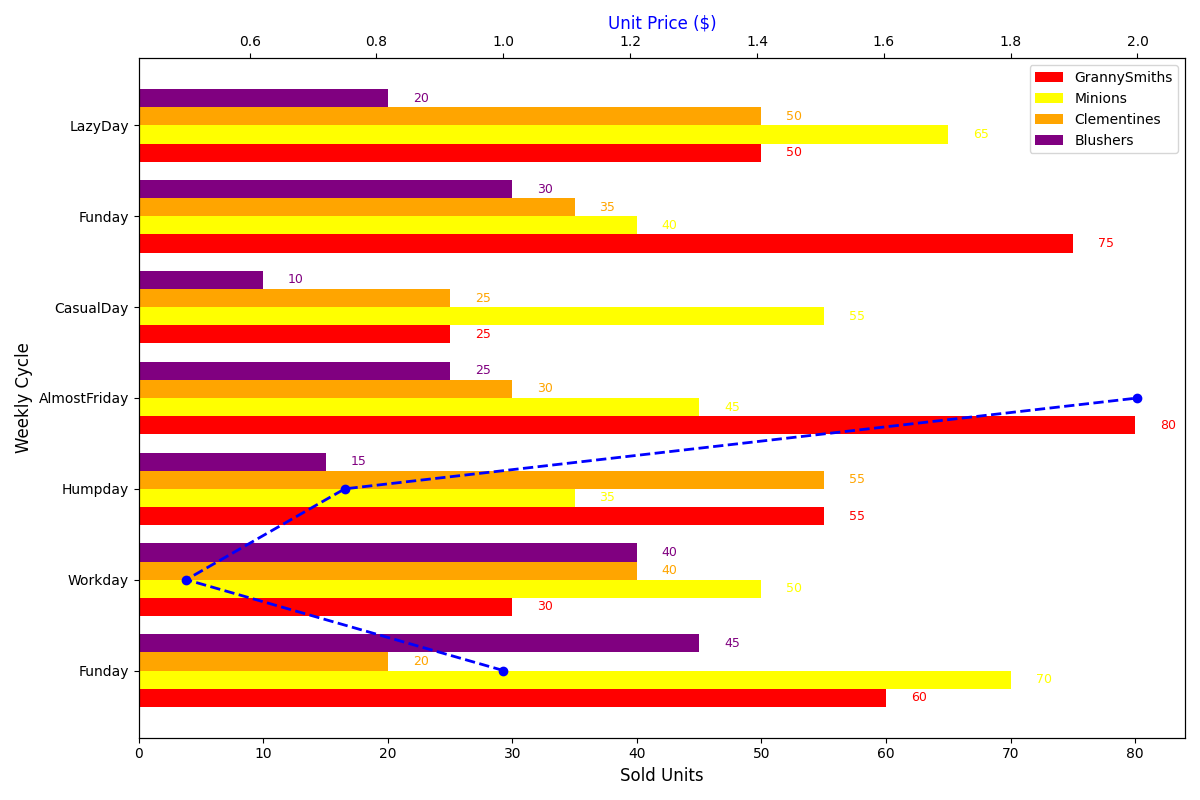 Unit Price ($)
0.6 0.8 1.0 1.2 1.4 1.6 1.8 2.0
GrannySmiths
Minions
Clementines
Blushers
20
LazyDay
50
65
50
30
Funday
35
40
75
10
CasualDay
25
55
25
25
AlmostFriday
30
45
80
15
Humpday
55
35
55
40
Workday
40
50
30
45
Funday
20
70
60
Weekly Cycle
0 10 20 30 40 50 60 70 80
Sold Units